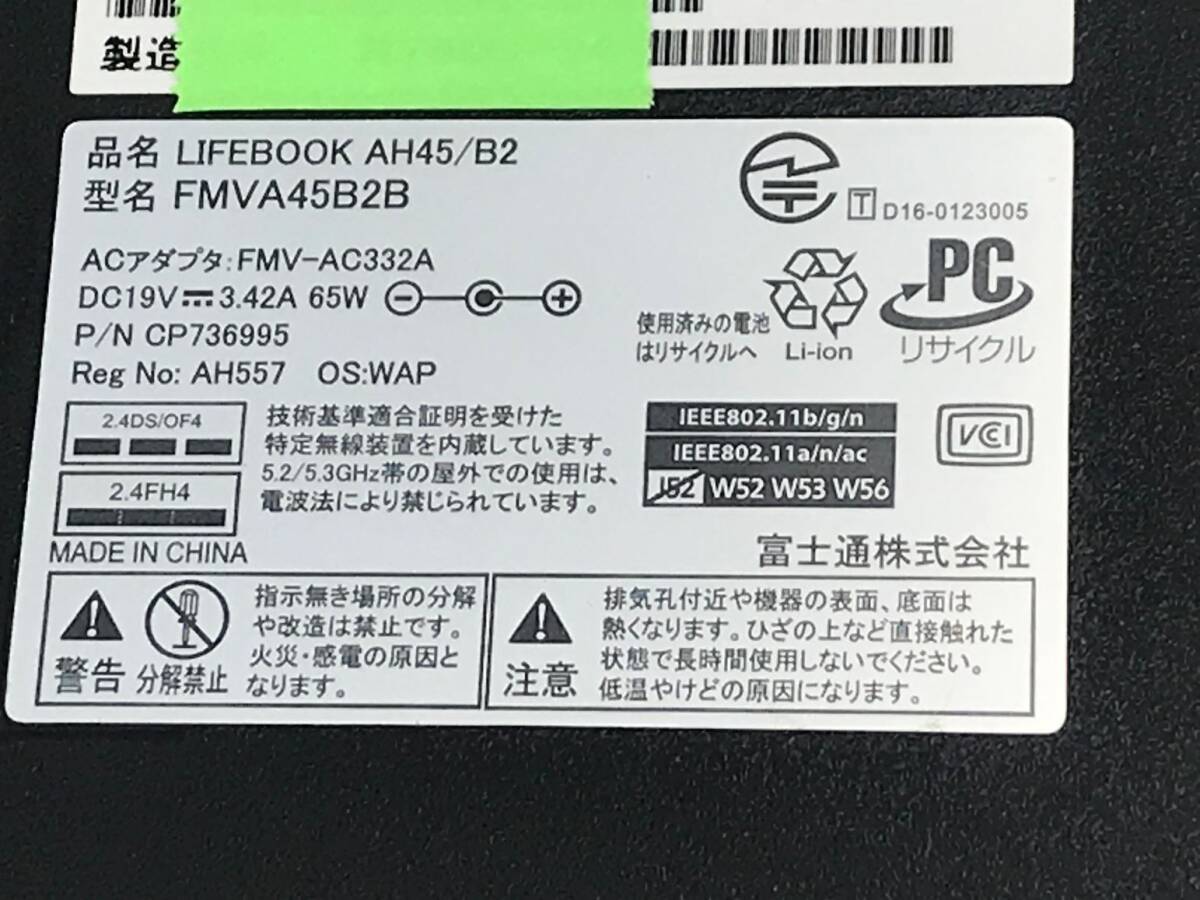 製造
品名 LIFEBOOK AH45/B2
型名 FMVA45B2B
T D16-0123005
ACアダプタ:FMV-AC332A
DC19V 3.42A 65W
P/N CP736995
Reg No: AH557 OS:WAP
使用済みの電池
はリサイクルへ
Li-ion
PC
リサイクル
2.4DS/OF4
2.4FH4
技術基準適合証明を受けた
特定無線装置を内蔵しています。
5.2/5.3GHz帯の屋外での使用は、
電波法により禁じられています。
IEEE802.11b/g/n
IEEE802.11a/n/ac
J52 W52 W53 W56
VCCI
MADE IN CHINA
富士通株式会社
警告
分解禁止
指示無き場所の分解
や改造は禁止です。
火災・感電の原因と
なります。
注意
排気孔付近や機器の表面、底面は
熱くなります。ひざの上など直接触れた
状態で長時間使用しないでください。
低温やけどの原因になります。